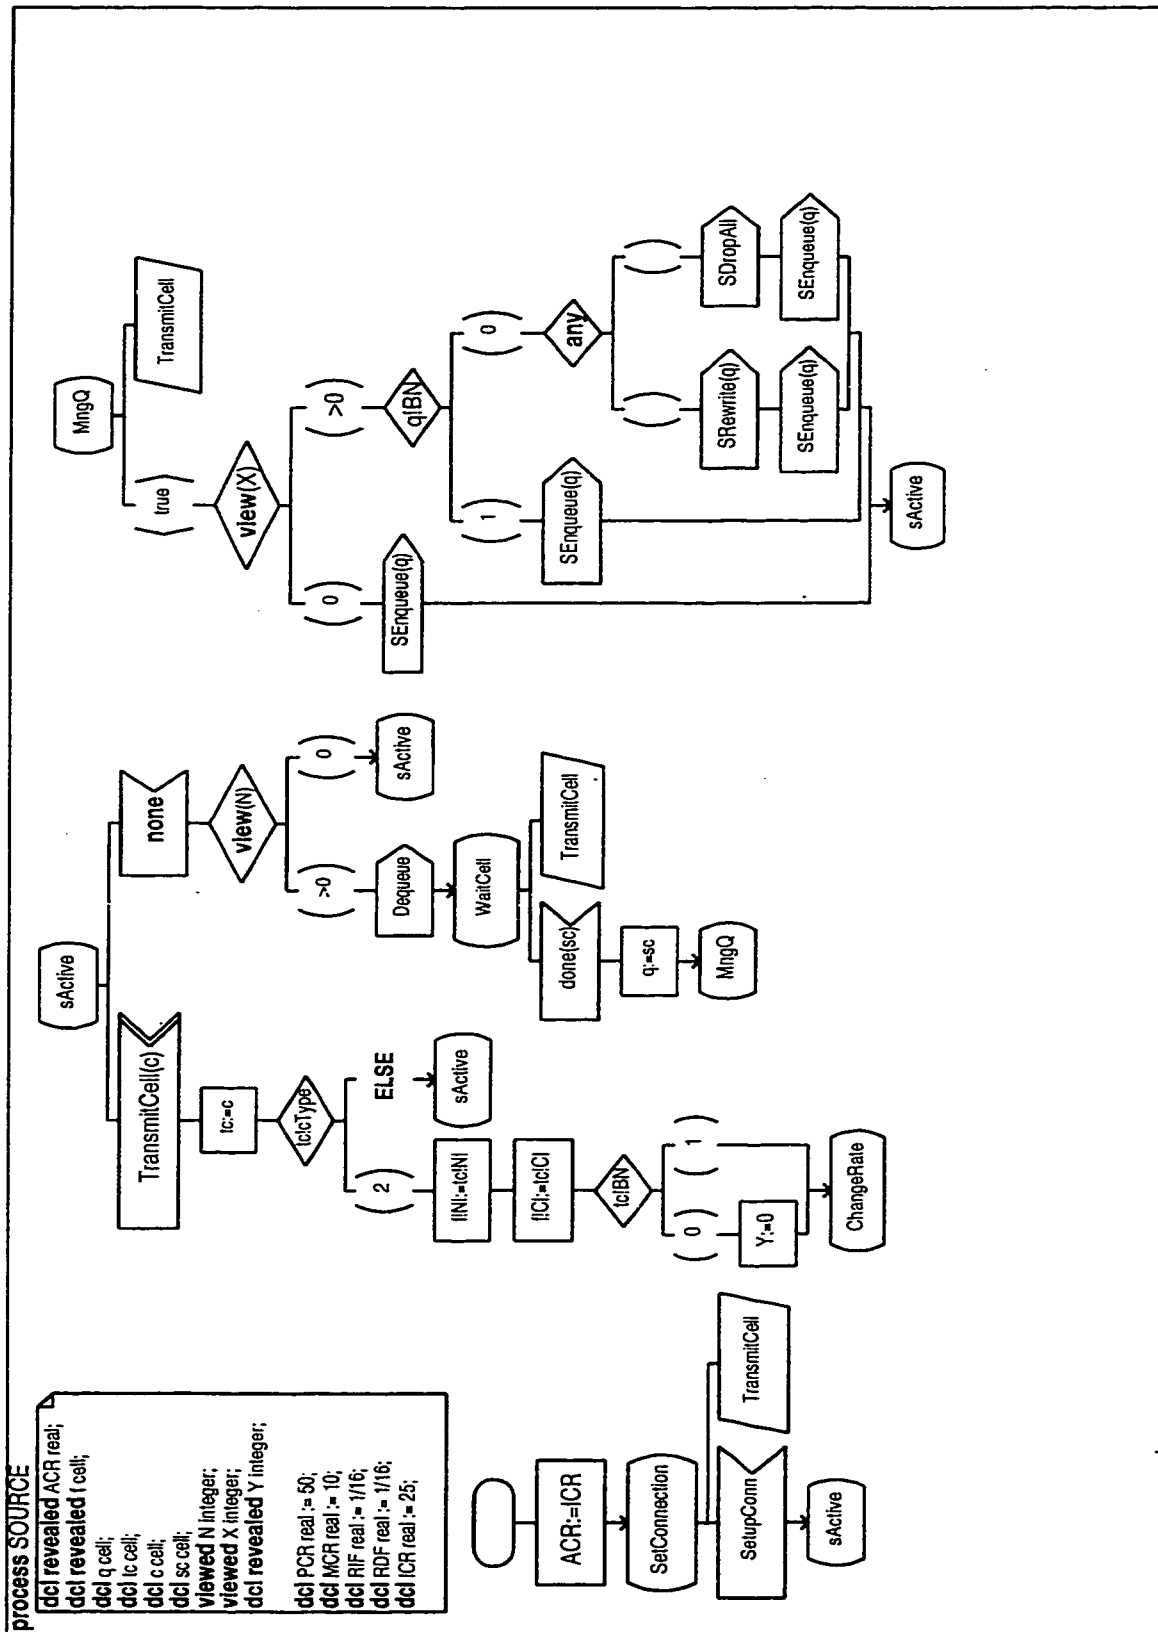 process SOURCE
dcl revealed ACR real;
dcl revealed f cell;
dcl q cell;
dcl tc cell;
dcl c cell;
dcl sc cell;
viewed N integer;
viewed X integer;
dcl revealed Y integer;
dcl PCR real := 50;
dcl MCR real := 10;
dcl RIF real := 1/16;
dcl RDF real := 1/16;
dcl ICR real := 25;
ACR:=ICR
SetConnection
SetupConn
TransmitCell
sActive
sActive
TransmitCell(c)
tc:=c
tc!cType
( 2 )
ELSE
f!NI:=tc!NI
sActive
f!CI:=tc!CI
tc!BN
( 0 )
( 1 )
Y:=0
ChangeRate
none
view(N)
( >0 )
( 0 )
Dequeue
sActive
WaitCell
done(sc)
TransmitCell
q:=sc
MngQ
MngQ
true
TransmitCell
view(X)
( 0 )
( >0 )
SEnqueue(q)
q!BN
( 1 )
( 0 )
SEnqueue(q)
any
( )
( )
SRewrite(q)
SDropAll
SEnqueue(q)
SEnqueue(q)
sActive